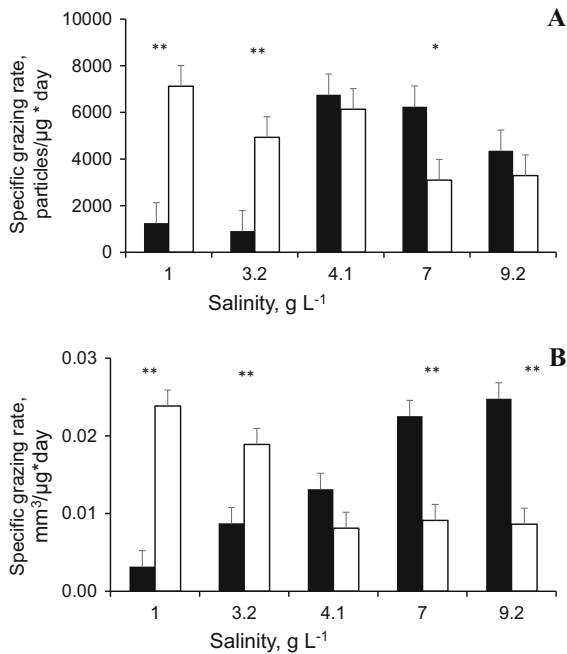 A
Specific grazing rate,
particles/µg * day
10000
8000
6000
4000
2000
0
** ** *
1 3.2 4.1 7 9.2
Salinity, g L-1
B
Specific grazing rate,
mm3/µg*day
0.03
0.02
0.01
0.00
** ** ** **
1 3.2 4.1 7 9.2
Salinity, g L-1